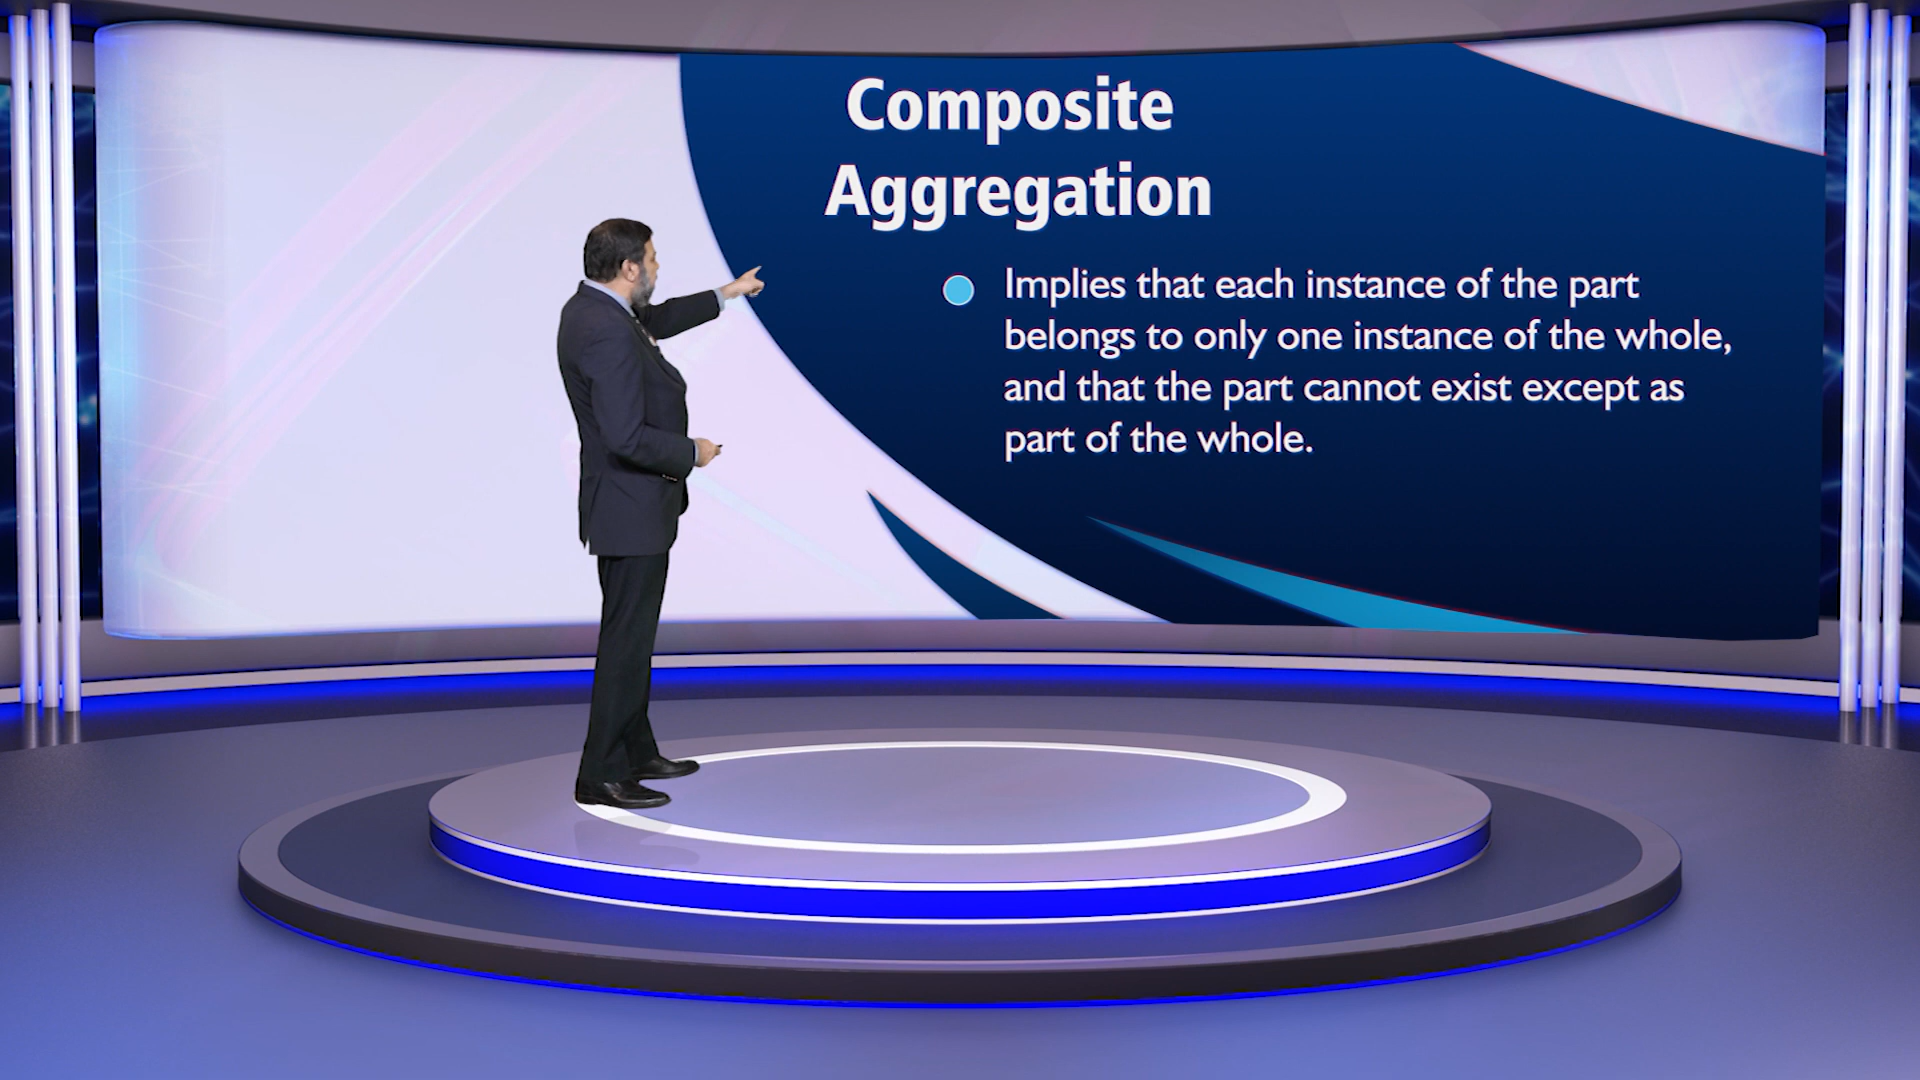 Composite
Aggregation
Implies that each instance of the part
belongs to only one instance of the whole,
and that the part cannot exist except as
part of the whole.